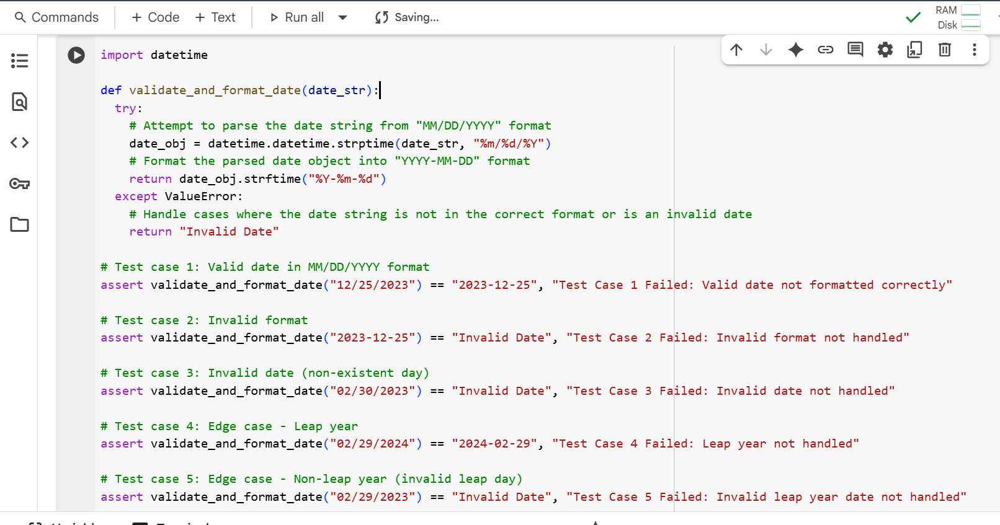 Commands + Code + Text Run all Saving... RAM
Disk
import datetime
def validate_and_format_date(date_str):
  try:
    # Attempt to parse the date string from "MM/DD/YYYY" format
    date_obj = datetime.datetime.strptime(date_str, "%m/%d/%Y")
    # Format the parsed date object into "YYYY-MM-DD" format
    return date_obj.strftime("%Y-%m-%d")
  except ValueError:
    # Handle cases where the date string is not in the correct format or is an invalid date
    return "Invalid Date"
# Test case 1: Valid date in MM/DD/YYYY format
assert validate_and_format_date("12/25/2023") == "2023-12-25", "Test Case 1 Failed: Valid date not formatted correctly"
# Test case 2: Invalid format
assert validate_and_format_date("2023-12-25") == "Invalid Date", "Test Case 2 Failed: Invalid format not handled"
# Test case 3: Invalid date (non-existent day)
assert validate_and_format_date("02/30/2023") == "Invalid Date", "Test Case 3 Failed: Invalid date not handled"
# Test case 4: Edge case - Leap year
assert validate_and_format_date("02/29/2024") == "2024-02-29", "Test Case 4 Failed: Leap year not handled"
# Test case 5: Edge case - Non-leap year (invalid leap day)
assert validate_and_format_date("02/29/2023") == "Invalid Date", "Test Case 5 Failed: Invalid leap year date not handled"